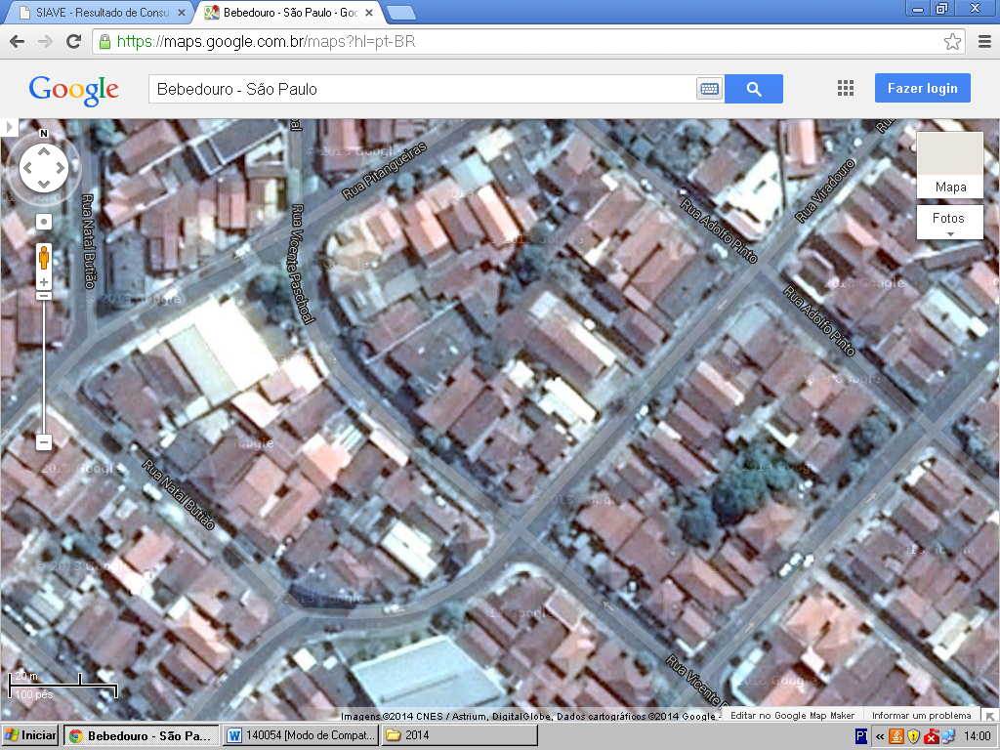 SIAVE - Resultado de Consu
Bebedouro - São Paulo - Goo
https://maps.google.com.br/maps?hl=pt-BR
Google
Bebedouro - São Paulo
Fazer login
N
Mapa
Fotos
Rua Pitangueiras
Rua Natal Butião
Rua Vicente Paschoal
Rua Adolfo Pinto
Rua Viradouro
Rua Adolfo Pinto
Rua Natal Butião
Rua Vicente
20 m
100 pés
Imagens ©2014 CNES / Astrium, DigitalGlobe, Dados cartográficos ©2014 Google -
Editar no Google Map Maker
Informar um problema
Iniciar
Bebedouro - São Pa...
140054 [Modo de Compat...
2014
PT
14:00